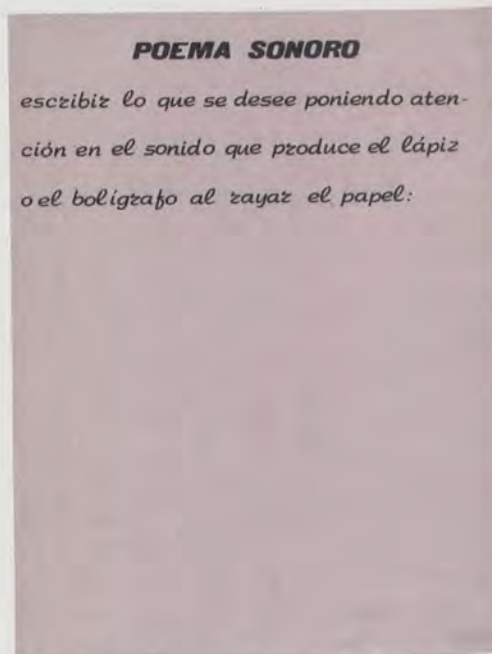 POEMA SONORO
escribir lo que se desee poniendo aten-
ción en el sonido que produce el lápiz
o el bolígrafo al rayar el papel: